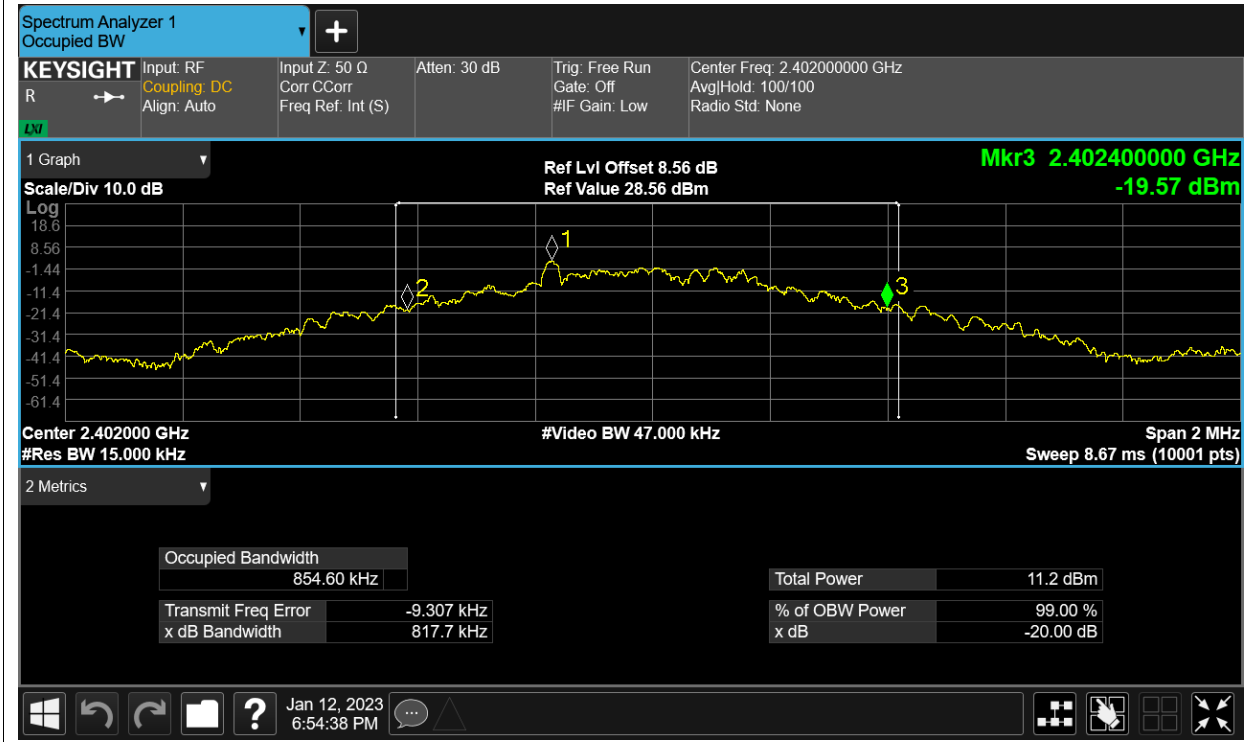 Spectrum Analyzer 1
Occupied BW
KEYSIGHT
R
LXI
Input: RF
Coupling: DC
Align: Auto
Input Z: 50 Ω
Corr CCorr
Freq Ref: Int (S)
Atten: 30 dB
Trig: Free Run
Gate: Off
#IF Gain: Low
Center Freq: 2.402000000 GHz
Avg|Hold: 100/100
Radio Std: None
1 Graph
Scale/Div 10.0 dB
Ref Lvl Offset 8.56 dB
Ref Value 28.56 dBm
Mkr3 2.402400000 GHz
-19.57 dBm
Log
18.6
8.56
-1.44
-11.4
-21.4
-31.4
-41.4
-51.4
-61.4
1
2
3
Center 2.402000 GHz
#Res BW 15.000 kHz
#Video BW 47.000 kHz
Span 2 MHz
Sweep 8.67 ms (10001 pts)
2 Metrics
Occupied Bandwidth
854.60 kHz
Transmit Freq Error -9.307 kHz
x dB Bandwidth 817.7 kHz
Total Power 11.2 dBm
% of OBW Power 99.00 %
x dB -20.00 dB
?
Jan 12, 2023
6:54:38 PM